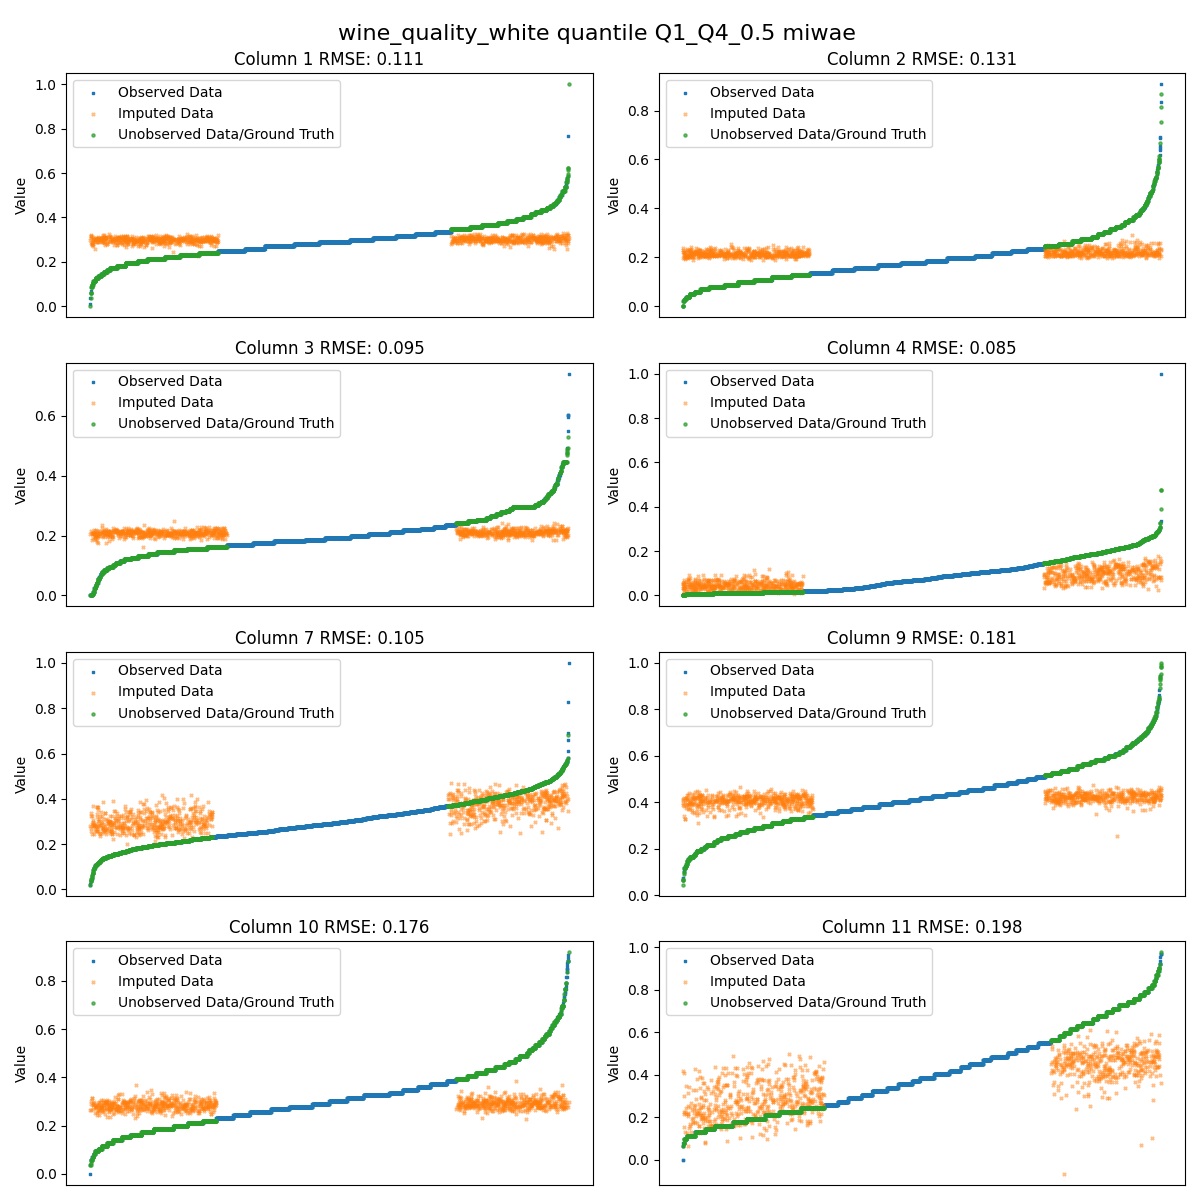 wine_quality_white quantile Q1_Q4_0.5 miwae
Column 1 RMSE: 0.111
1.0
0.8
0.6
0.4
0.2
0.0
Value
Observed Data
Imputed Data
Unobserved Data/Ground Truth
Column 2 RMSE: 0.131
0.8
0.6
0.4
0.2
0.0
Value
Observed Data
Imputed Data
Unobserved Data/Ground Truth
Column 3 RMSE: 0.095
0.6
0.4
0.2
0.0
Value
Observed Data
Imputed Data
Unobserved Data/Ground Truth
Column 4 RMSE: 0.085
1.0
0.8
0.6
0.4
0.2
0.0
Value
Observed Data
Imputed Data
Unobserved Data/Ground Truth
Column 7 RMSE: 0.105
1.0
0.8
0.6
0.4
0.2
0.0
Value
Observed Data
Imputed Data
Unobserved Data/Ground Truth
Column 9 RMSE: 0.181
1.0
0.8
0.6
0.4
0.2
0.0
Value
Observed Data
Imputed Data
Unobserved Data/Ground Truth
Column 10 RMSE: 0.176
0.8
0.6
0.4
0.2
0.0
Value
Observed Data
Imputed Data
Unobserved Data/Ground Truth
Column 11 RMSE: 0.198
1.0
0.8
0.6
0.4
0.2
0.0
Value
Observed Data
Imputed Data
Unobserved Data/Ground Truth